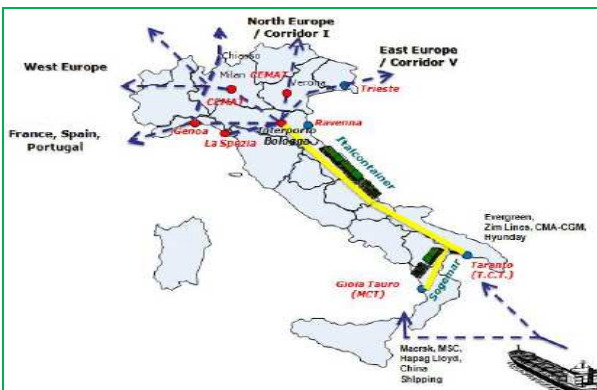 North Europe
/ Corridor I
East Europe
/ Corridor V
West Europe
Chiasso
Milan
CEMAT
Verona
CEMAT
Trieste
France, Spain,
Portugal
Genoa
La Spezia
Interporto
Bologna
Ravenna
Italcontainer
Evergreen,
Zim Lines, CMA-CGM,
Hyunday
Taranto
(T.C.T.)
Gioia Tauro
(MCT)
Sogemar
Maersk, MSC,
Hapag Lloyd,
China
Shipping